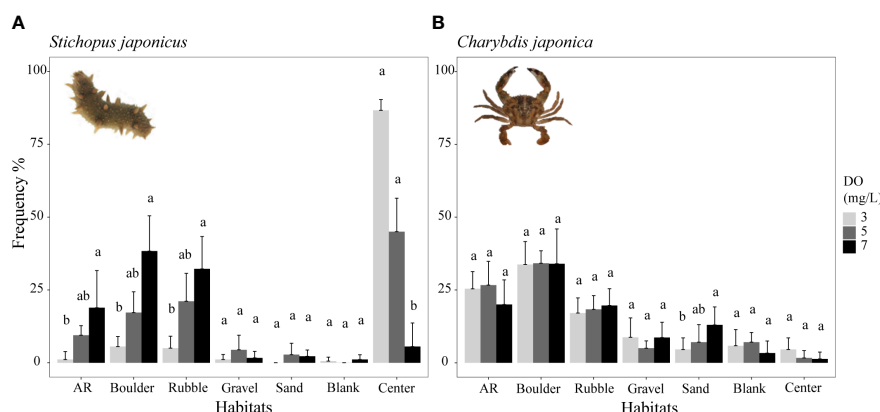 A
B
Stichopus japonicus
Charybdis japonica
Frequency %
100
75
50
25
0
b ab a
b ab a
b ab a
a a a
a a a
a a a
a a b
AR Boulder Rubble Gravel Sand Blank Center
Habitats
100
75
50
25
0
a a a
a a a
a a a
a a a
b ab a
a a a
a a a
AR Boulder Rubble Gravel Sand Blank Center
Habitats
DO
(mg/L)
3
5
7